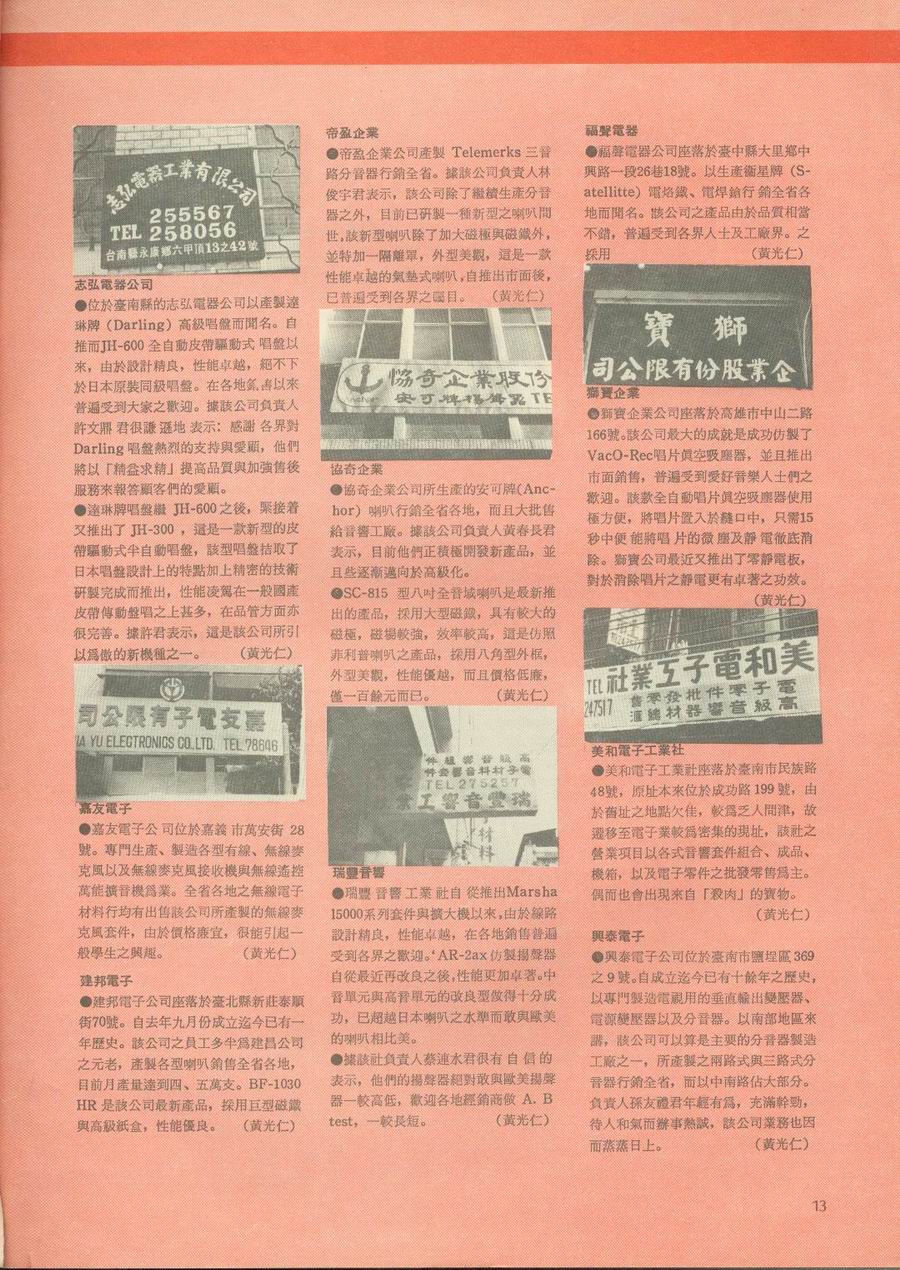 志弘電器工業有限公司
255567
TEL 258056
台南縣永康鄉六甲頂13之42號
志弘電器公司
●位於臺南縣的志弘電器公司以產製達
琳牌（Darling）高級唱盤而聞名。自
推而JH-600 全自動皮帶驅動式 唱盤以
來，由於設計精良，性能卓越，絕不下
於日本原裝同級唱盤。在各地氣書以來
普遍受到大家之歡迎。據該公司負責人
許文鼎 君很謙 遜地 表示：感謝 各界對
Darling 唱盤熱烈的支持與愛顧，他們
將以「精益求精」提高品質與加強售後
服務來報答顧客們的愛顧。
●達琳牌唱盤繼 JH-600 之後，緊接着
又推出了 JH-300 ，這是一款新型的皮
帶驅動式半自動唱盤，該型唱盤拮取了
日本唱盤設計上的特點加上精密的技術
研製完成而推出，性能凌駕在一般國產
皮帶傳動盤唱之上甚多，在品管方面亦
很完善。據許君表示，這是該公司所引
以爲傲的新機種之一。 （黃光仁）
嘉友電子有限公司
IA YU ELEGTRONICS CO.LTD. TEL.78646
嘉友電子
●嘉友電子公 司位於嘉義 市萬安街 28
號。專門生產、製造各型有線、無線麥
克風以及無線麥克風接收機與無線遙控
萬能擴音機爲業。全省各地之無線電子
材料行均有出售該公司所產製的無線麥
克風套件，由於價格廉宜，很能引起一
般學生之興趣。 （黃光仁）
建邦電子
●建邦電子公司座落於臺北縣新莊泰順
街70號。自去年九月份成立迄今已有一
年歷史。該公司之員工多半爲建昌公司
之元老，產製各型喇叭銷售全省各地，
目前月產量達到四、五萬支。BF-1030
HR 是該公司最新產品，採用巨型磁鐵
與高級紙盒，性能優良。 （黃光仁）
帝盈企業
●帝盈企業公司產製 Telemerks 三音
路分音器行銷全省。據該公司負責人林
俊宇君表示，該公司除了繼續生產分音
器之外，目前已研製一種新型之喇叭問
世，該新型喇叭除了加大磁極與磁鐵外，
並特加一隔離罩，外型美觀，這是一款
性能卓越的氣墊式喇叭，自推出市面後，
已普遍受到各界之囑目。 （黃光仁）
協奇企業股份
Anchor
安可牌揚聲器 TE
協奇企業
●協奇企業公司所生產的安可牌(Anc-
hor）喇叭行銷全省各地，而且大批售
給音響工廠。據該公司負責人黃春長君
表示，目前他們正積極開發新產品，並
且些逐漸邁向於高級化。
●SC-815 型八吋全音域喇叭是最新推
出的產品，採用大型磁鐵，具有較大的
磁極，磁場較強，效率較高，這是仿照
菲利普喇叭之產品，採用八角型外框，
外型美觀，性能優越，而且價格低廉，
僅一百餘元而已。 （黃光仁）
高級音響組件
電子材料音響套件
TEL 275257
瑞豐音響工業
瑞豐音響
●瑞豐 音響 工業 社自 從推出Marsha
15000系列套件與擴大機以來，由於線路
設計精良，性能卓越，在各地銷售普遍
受到各界之歡迎。‘AR-2ax 仿製揚聲器
自從最近再改良之後，性能更加卓著。中
音單元與高音單元的改良型做得十分成
功，已超越日本喇叭之水準而敢與歐美
的喇叭相比美。
●據該社負責人蔡連水君很有 自 信 的
表示，他們的揚聲器絕對敢與歐美揚聲
器一較高低，歡迎各地經銷商做 A. B
test，一較長短。 （黃光仁）
福聲電器
●福聲電器公司座落於臺中縣大里鄉中
興路一段26巷18號。以生產衞星牌（S-
atellitte）電烙鐵、電焊鎗行 銷全省各
地而聞名。該公司之產品由於品質相當
不錯，普遍受到各界人士及工廠界。之
採用 （黃光仁）
獅寶
企業股份有限公司
獅寶企業
●獅寶企業公司座落於高雄市中山二路
166號。該公司最大的成就是成功仿製了
VacO-Rec唱片眞空吸塵器，並且推出
市面銷售，普遍受到愛好音樂人士們之
歡迎。該款全自動唱片眞空吸塵器使用
極方便，將唱片置入於縫口中，只需15
秒中便 能將唱 片的微 塵及靜 電徹底消
除。獅寶公司最近又推出了零靜電板，
對於消除唱片之靜電更有卓著之功效。
（黃光仁）
美和電子工業社
TEL
247517
電子零件批發零售
高級音響器材總滙
美和電子工業社
●美和電子工業社座落於臺南市民族路
48號，原址本來位於成功路 199 號，由
於舊址之地點欠佳，較爲乏人問津，故
遷移至電子業較爲密集的現址，該社之
營業項目以各式音響套件組合、成品、
機箱，以及電子零件之批發零售爲主。
偶而也會出現來自「殺肉」的寶物。
（黃光仁）
興泰電子
●興泰電子公司位於臺南市鹽埕區 369
之 9 號。自成立迄今已有十餘年之歷史，
以專門製造電視用的垂直輸出變壓器、
電源變壓器以及分音器。以南部地區來
講，該公司可以算是主要的分音器製造
工廠之一，所產製之兩路式與三路式分
音器行銷全省，而以中南路佔大部分。
負責人孫友禮君年經有爲，充滿幹勁，
待人和氣而辦事熱誠，該公司業務也因
而蒸蒸日上。 （黃光仁）
13